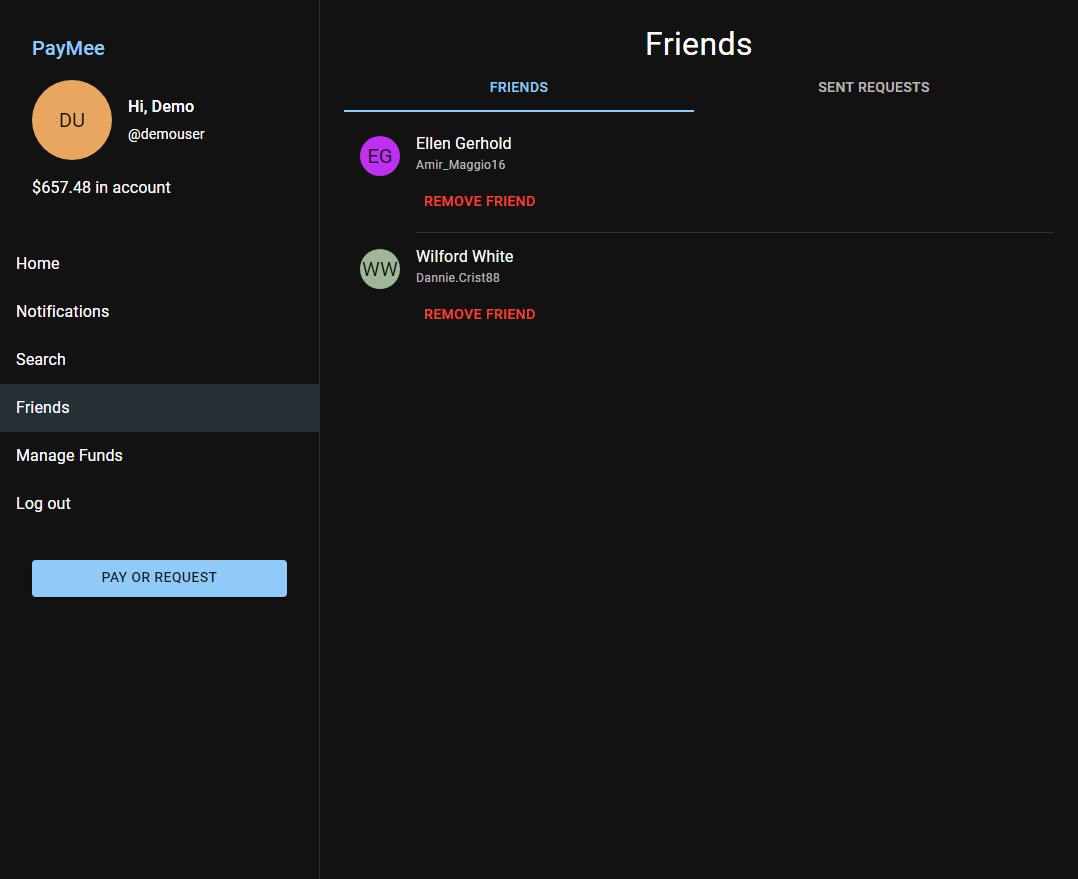 PayMee
DU
Hi, Demo
@demouser
$657.48 in account
Home
Notifications
Search
Friends
Manage Funds
Log out
PAY OR REQUEST
Friends
FRIENDS
SENT REQUESTS
EG
Ellen Gerhold
Amir_Maggio16
REMOVE FRIEND
WW
Wilford White
Dannie.Crist88
REMOVE FRIEND